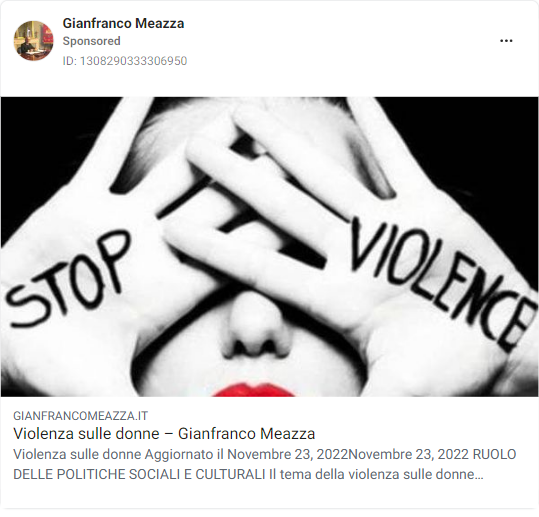 Gianfranco Meazza
Sponsored
ID: 1308290333306950
STOP VIOLENCE
GIANFRANCOMEAZZA.IT
Violenza sulle donne – Gianfranco Meazza
Violenza sulle donne Aggiornato il Novembre 23, 2022Novembre 23, 2022 RUOLO
DELLE POLITICHE SOCIALI E CULTURALI Il tema della violenza sulle donne…